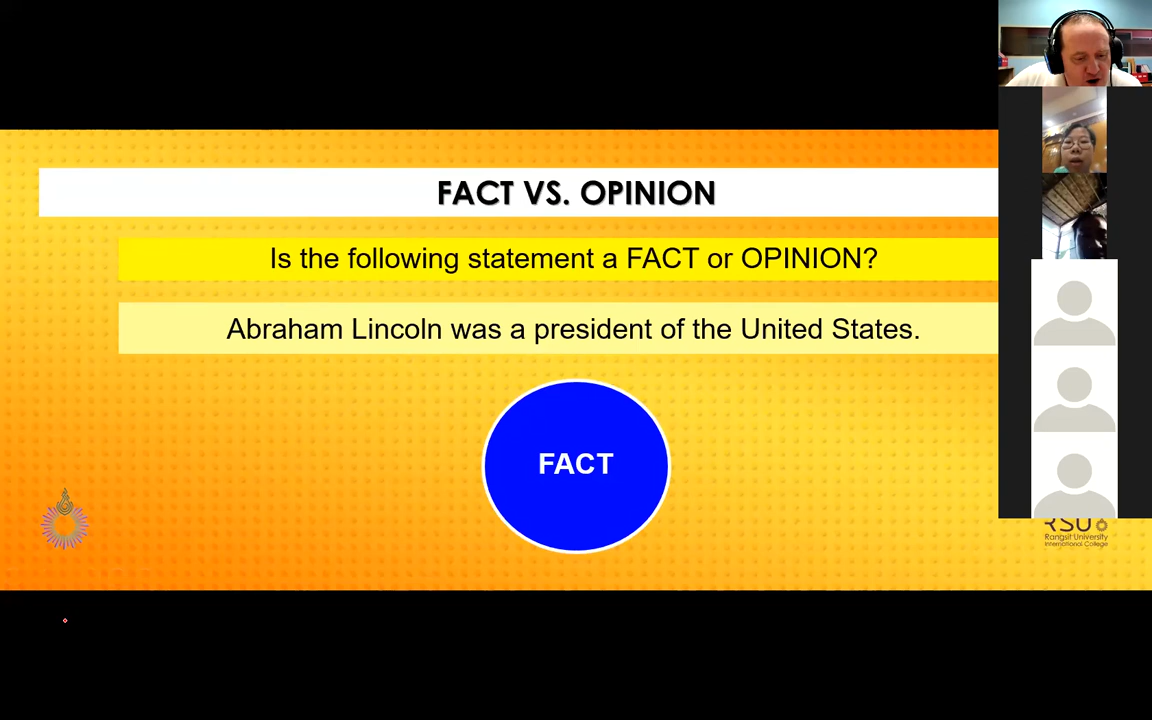 FACT VS. OPINION
Is the following statement a FACT or OPINION?
Abraham Lincoln was a president of the United States.
FACT
RSU
Rangsit University
International College